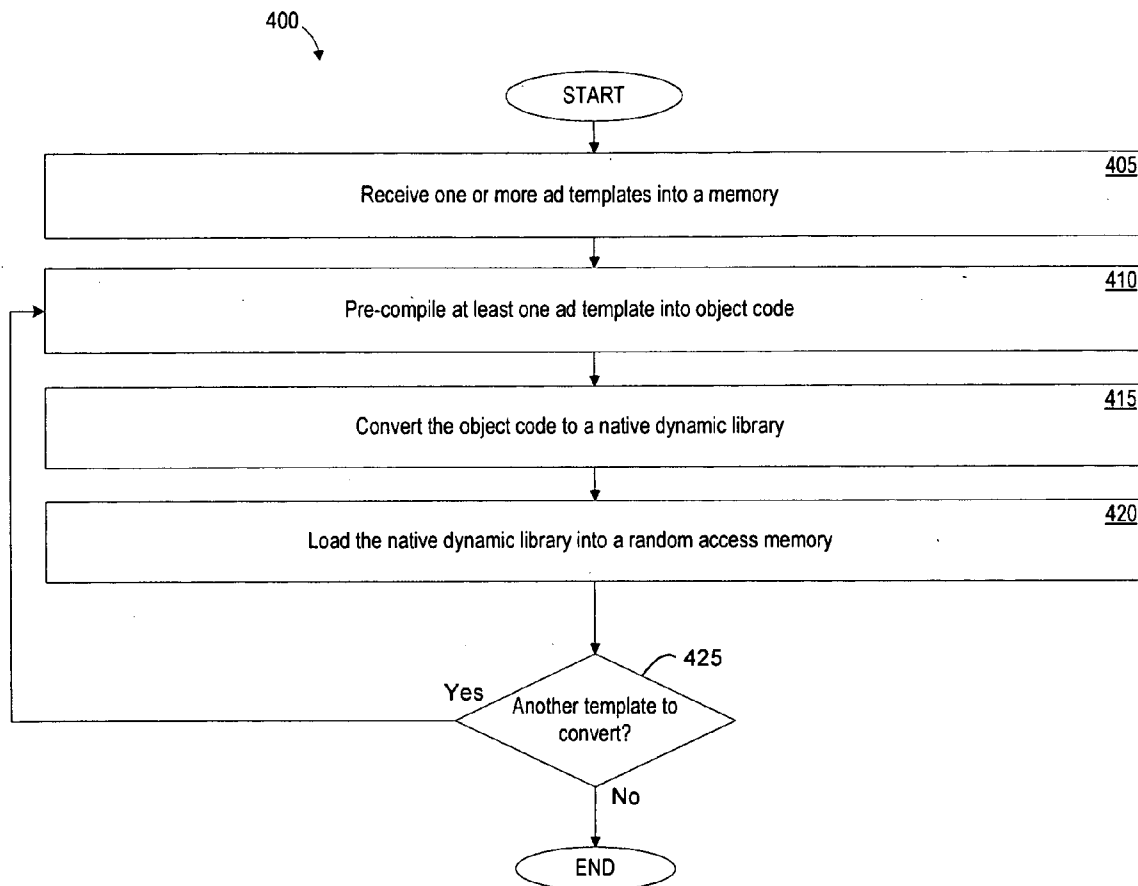 400
START
405
Receive one or more ad templates into a memory
410
Pre-compile at least one ad template into object code
415
Convert the object code to a native dynamic library
420
Load the native dynamic library into a random access memory
425
Yes
Another template to
convert?
No
END